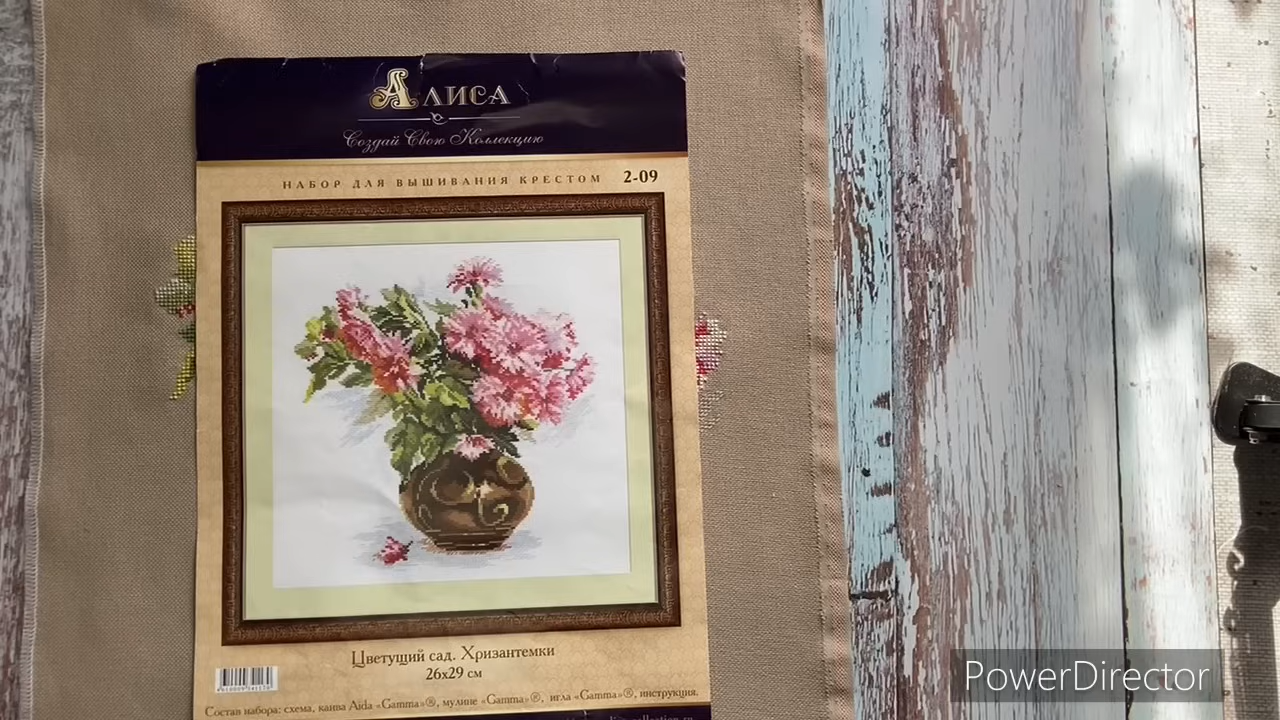 Алиса
Создай Свою Коллекцию
НАБОР ДЛЯ ВЫШИВАНИЯ КРЕСТОМ 2-09
Цветущий сад. Хризантемки
26х29 см
Состав набора: схема, канва Aida «Gamma»®, мулине «Gamma»®, игла «Gamma»®, инструкция.
PowerDirector